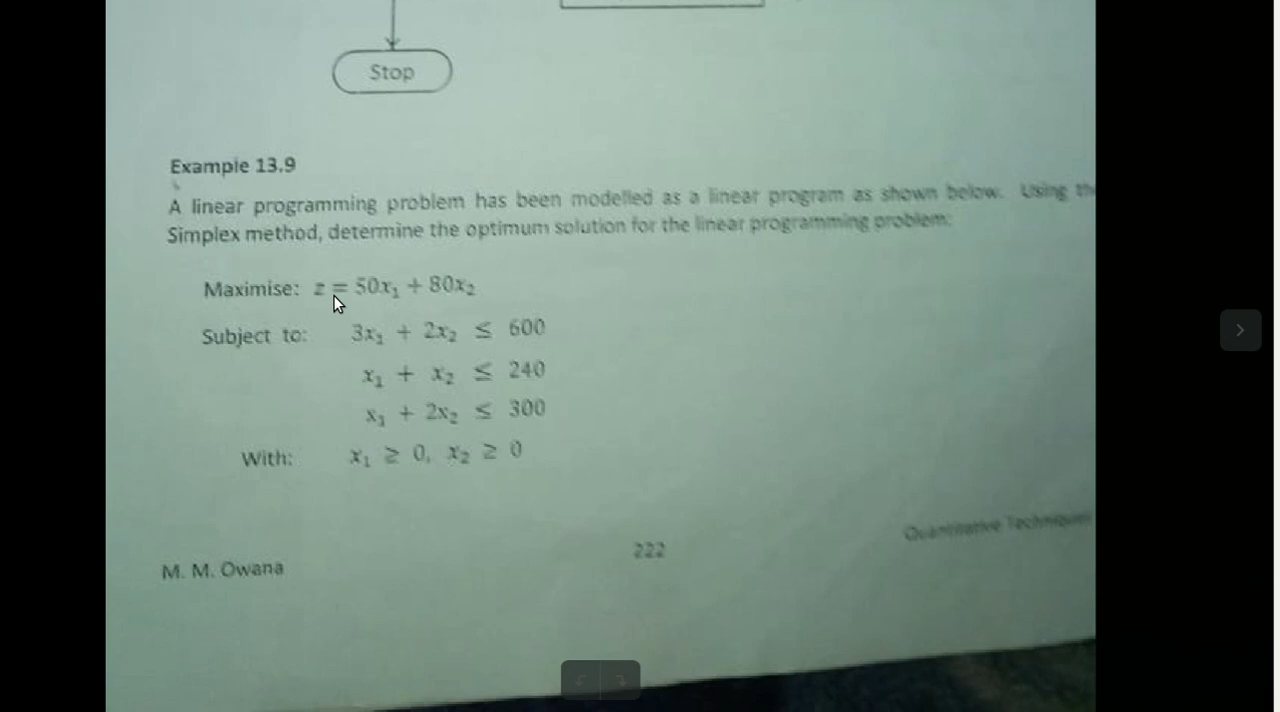 Stop
Example 13.9
A linear programming problem has been modelled as a linear program as shown below. Using the
Simplex method, determine the optimum solution for the linear programming problem.
Maximise: z = 50x₁ + 80x₂
Subject to: 3x₁ + 2x₂ ≤ 600
x₁ + x₂ ≤ 240
x₁ + 2x₂ ≤ 300
With: x₁ ≥ 0, x₂ ≥ 0
222
Quantitative Techniques
M. M. Owana